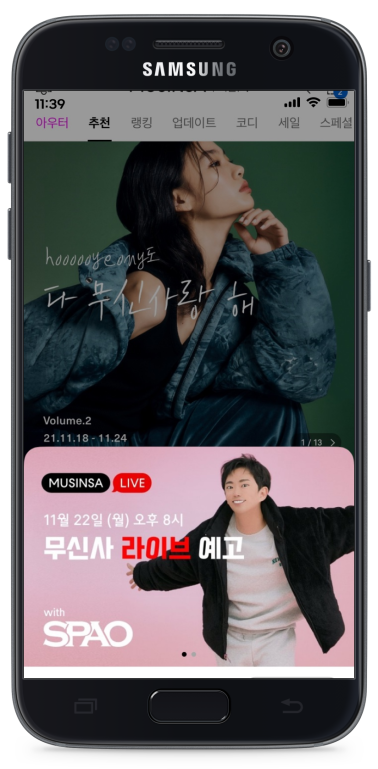 SAMSUNG
2
11:39
아우터 추천 랭킹 업데이트 코디 세일 스페셜
hooooyeony도
다 무신사랑 해
Volume.2
21.11.18 - 11.24
1 / 13 >
MUSINSA LIVE
11월 22일 (월) 오후 8시
무신사 라이브 예고
with
SPAO